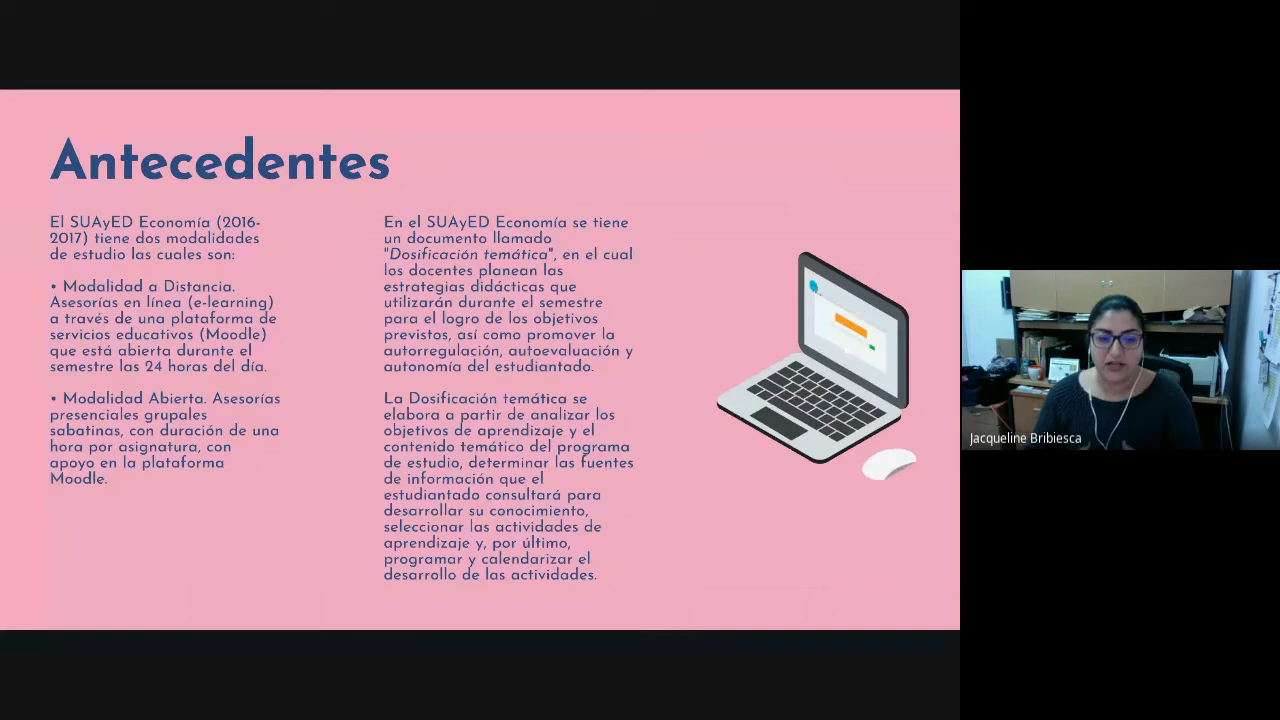 Antecedentes
El SUAyED Economía (2016-
2017) tiene dos modalidades
de estudio las cuales son:
• Modalidad a Distancia.
Asesorías en línea (e-learning)
a través de una plataforma de
servicios educativos (Moodle)
que está abierta durante el
semestre las 24 horas del día.
• Modalidad Abierta. Asesorías
presenciales grupales
sabatinas, con duración de una
hora por asignatura, con
apoyo en la plataforma
Moodle.
En el SUAyED Economía se tiene
un documento llamado
"Dosificación temática", en el cual
los docentes planean las
estrategias didácticas que
utilizarán durante el semestre
para el logro de los objetivos
previstos, así como promover la
autorregulación, autoevaluación y
autonomía del estudiantado.
La Dosificación temática se
elabora a partir de analizar los
objetivos de aprendizaje y el
contenido temático del programa
de estudio, determinar las fuentes
de información que el
estudiantado consultará para
desarrollar su conocimiento,
seleccionar las actividades de
aprendizaje y, por último,
programar y calendarizar el
desarrollo de las actividades.
Jacqueline Bribiesca